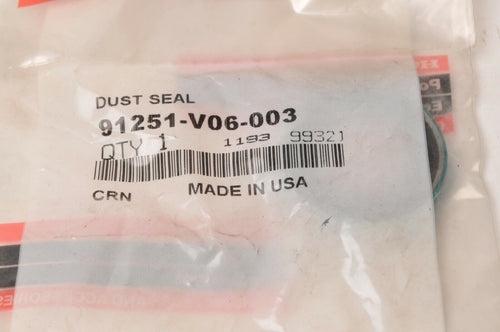 DUST SEAL
91251-V06-003
QTY 1 1193 99321
CRN MADE IN USA